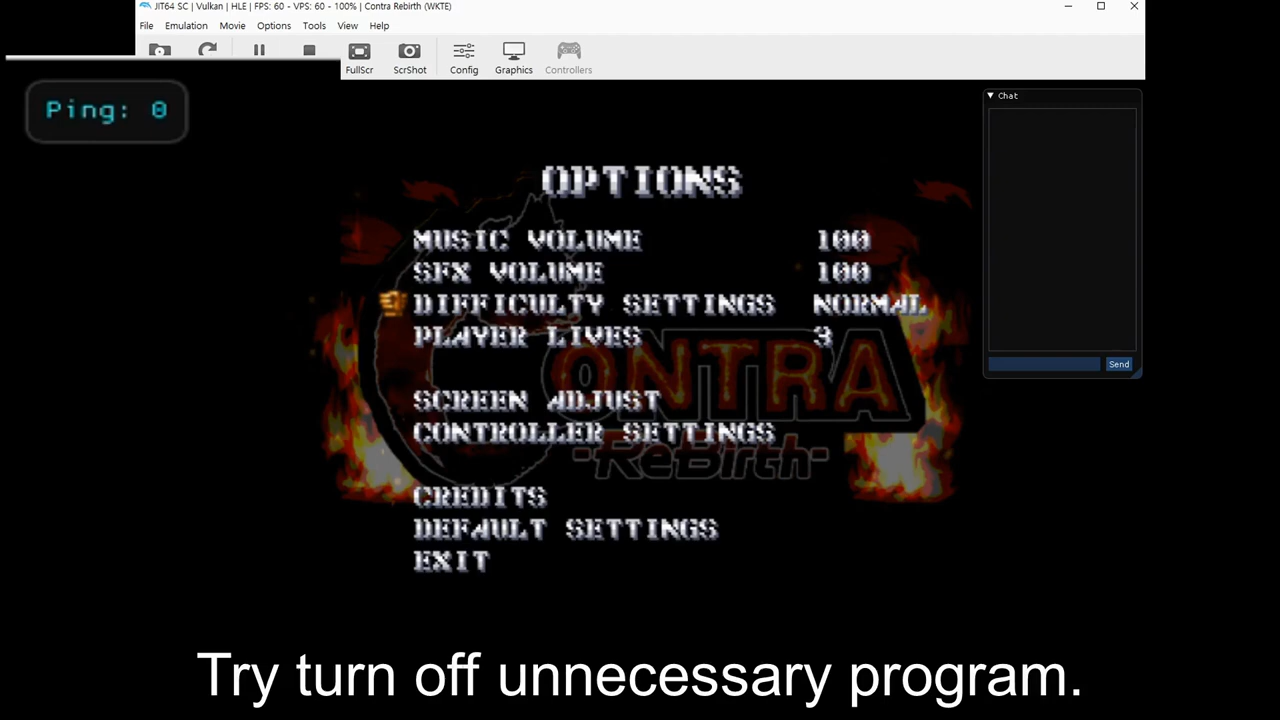 JIT64 SC | Vulkan | HLE | FPS: 60 - VPS: 60 - 100% | Contra Rebirth (WKTE)
File Emulation Movie Options Tools View Help
FullScr ScrShot Config Graphics Controllers
Ping: 0
Chat
OPTIONS
MUSIC VOLUME 100
SFX VOLUME 100
DIFFICULTY SETTINGS NORMAL
PLAYER LIVES 3
Send
SCREEN ADJUST
CONTROLLER SETTINGS
CONTRA
-ReBirth-
CREDITS
DEFAULT SETTINGS
EXIT
Try turn off unnecessary program.